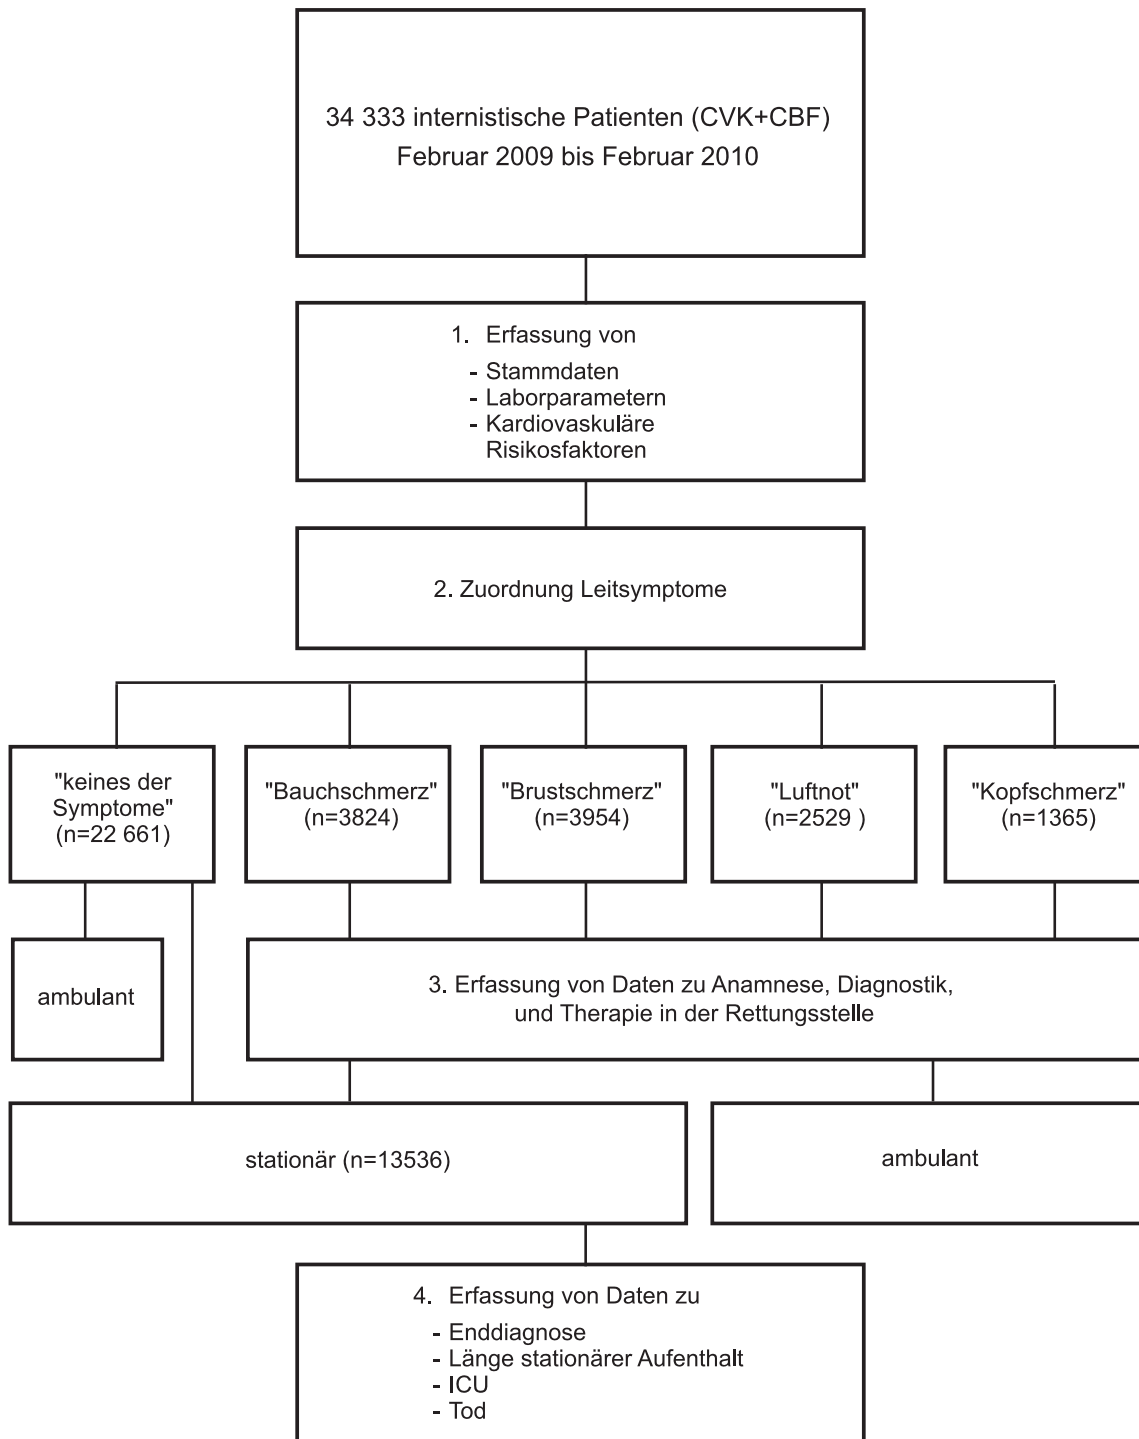 34 333 internistische Patienten (CVK+CBF)
Februar 2009 bis Februar 2010
1. Erfassung von
- Stammdaten
- Laborparametern
- Kardiovaskuläre
Risikosfaktoren
2. Zuordnung Leitsymptome
"keines der
Symptome"
(n=22 661)
"Bauchschmerz"
(n=3824)
"Brustschmerz"
(n=3954)
"Luftnot"
(n=2529 )
"Kopfschmerz"
(n=1365)
ambulant
3. Erfassung von Daten zu Anamnese, Diagnostik,
und Therapie in der Rettungsstelle
stationär (n=13536)
ambulant
4. Erfassung von Daten zu
- Enddiagnose
- Länge stationärer Aufenthalt
- ICU
- Tod